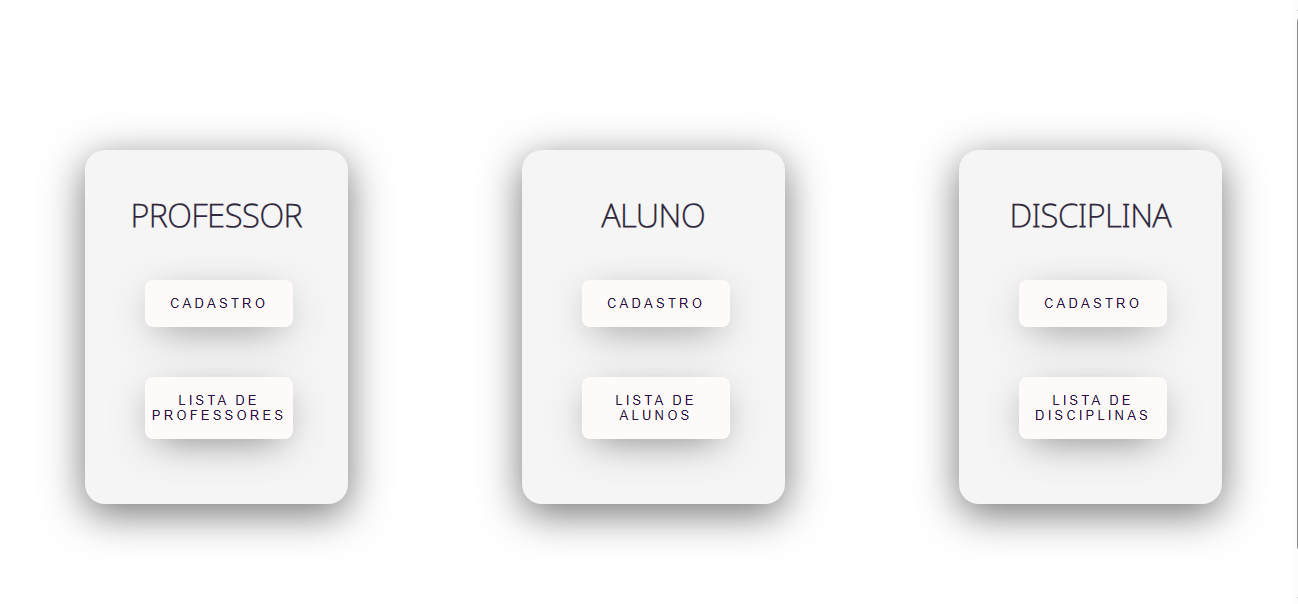 PROFESSOR
CADASTRO
LISTA DE
PROFESSORES
ALUNO
CADASTRO
LISTA DE
ALUNOS
DISCIPLINA
CADASTRO
LISTA DE
DISCIPLINAS